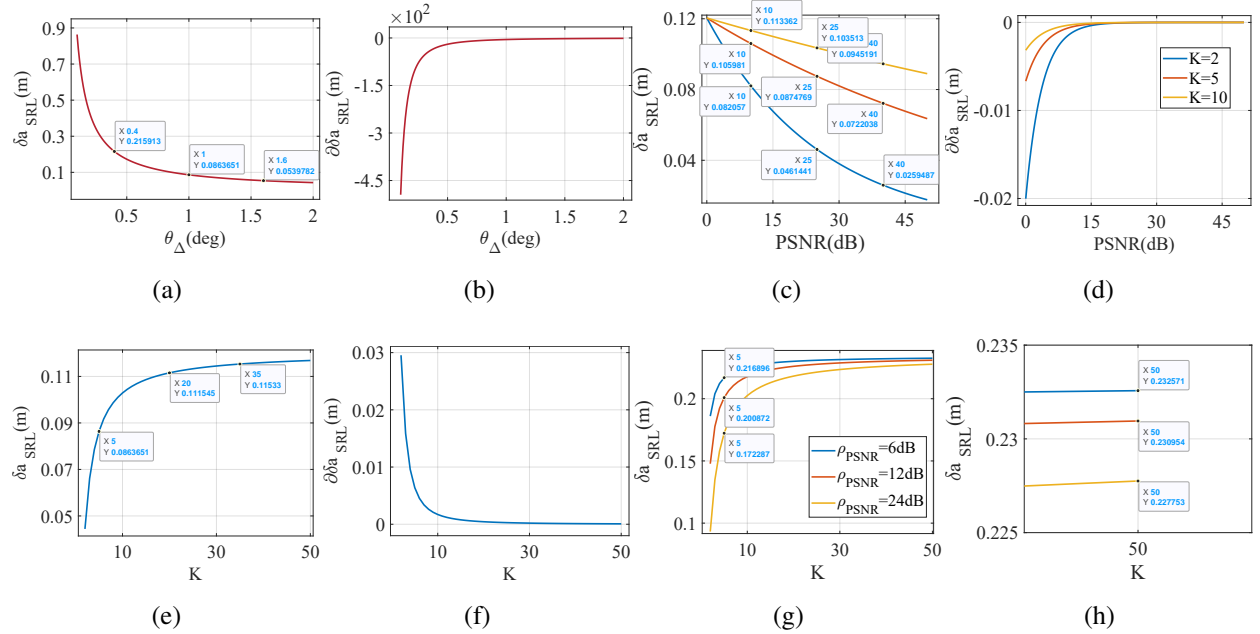 δa SRL (m)
0.9
0.7
0.5
0.3
0.1
X 0.4
Y 0.215913
X 1
Y 0.0863651
X 1.6
Y 0.0539782
0.5
1
1.5
2
θΔ(deg)
(a)
×10²
∂δa SRL (m)
0
-1.5
-3
-4.5
0.5
1
1.5
2
θΔ(deg)
(b)
δa SRL (m)
0.12
0.08
0.04
X 10
Y 0.113362
X 25
Y 0.103513
40
Y 0.0945191
X 10
Y 0.105981
X 25
Y 0.0874769
X 10
Y 0.082057
X 40
Y 0.0722038
X 25
Y 0.0461441
X 40
Y 0.0259487
0
15
30
45
PSNR(dB)
(c)
∂δa SRL (m)
0
-0.01
-0.02
K=2
K=5
K=10
0
15
30
45
PSNR(dB)
(d)
δa SRL (m)
0.11
0.09
0.07
0.05
X 5
Y 0.0863651
X 20
Y 0.111545
X 35
Y 0.11533
10
30
50
K
(e)
∂δa SRL (m)
0.03
0.02
0.01
0
10
30
50
K
(f)
δa SRL (m)
0.2
0.1
X 5
Y 0.216896
X 5
Y 0.200872
X 5
Y 0.172287
ρPSNR=6dB
ρPSNR=12dB
ρPSNR=24dB
10
30
50
K
(g)
δa SRL (m)
0.235
0.23
0.225
X 50
Y 0.232571
X 50
Y 0.230954
X 50
Y 0.227753
50
K
(h)